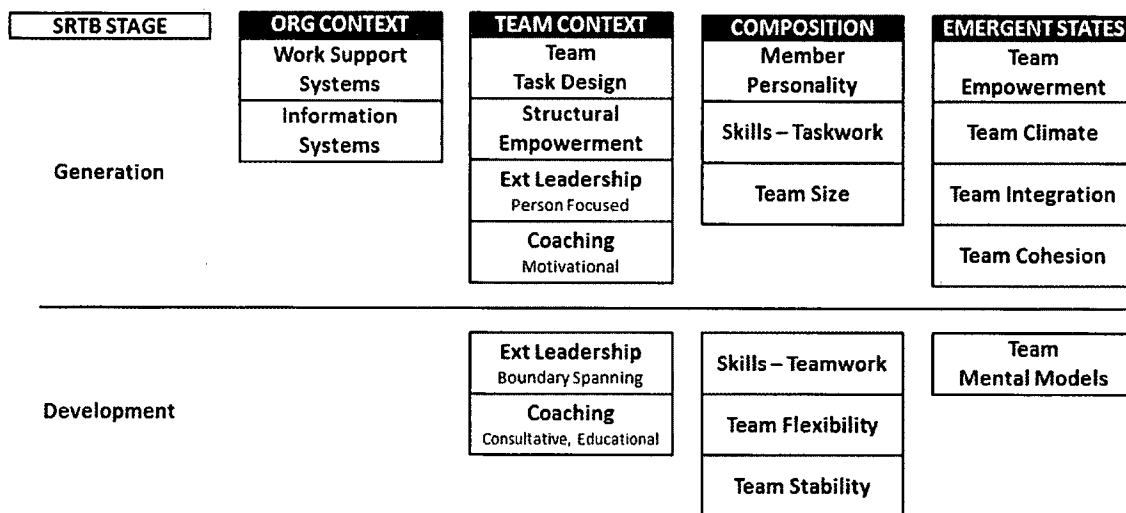 SRTB STAGE
ORG CONTEXT
TEAM CONTEXT
COMPOSITION
EMERGENT STATES
Generation
Work Support
Systems
Information
Systems
Team
Task Design
Structural
Empowerment
Ext Leadership
Person Focused
Coaching
Motivational
Member
Personality
Skills – Taskwork
Team Size
Team
Empowerment
Team Climate
Team Integration
Team Cohesion
Development
Ext Leadership
Boundary Spanning
Coaching
Consultative, Educational
Skills – Teamwork
Team Flexibility
Team Stability
Team
Mental Models